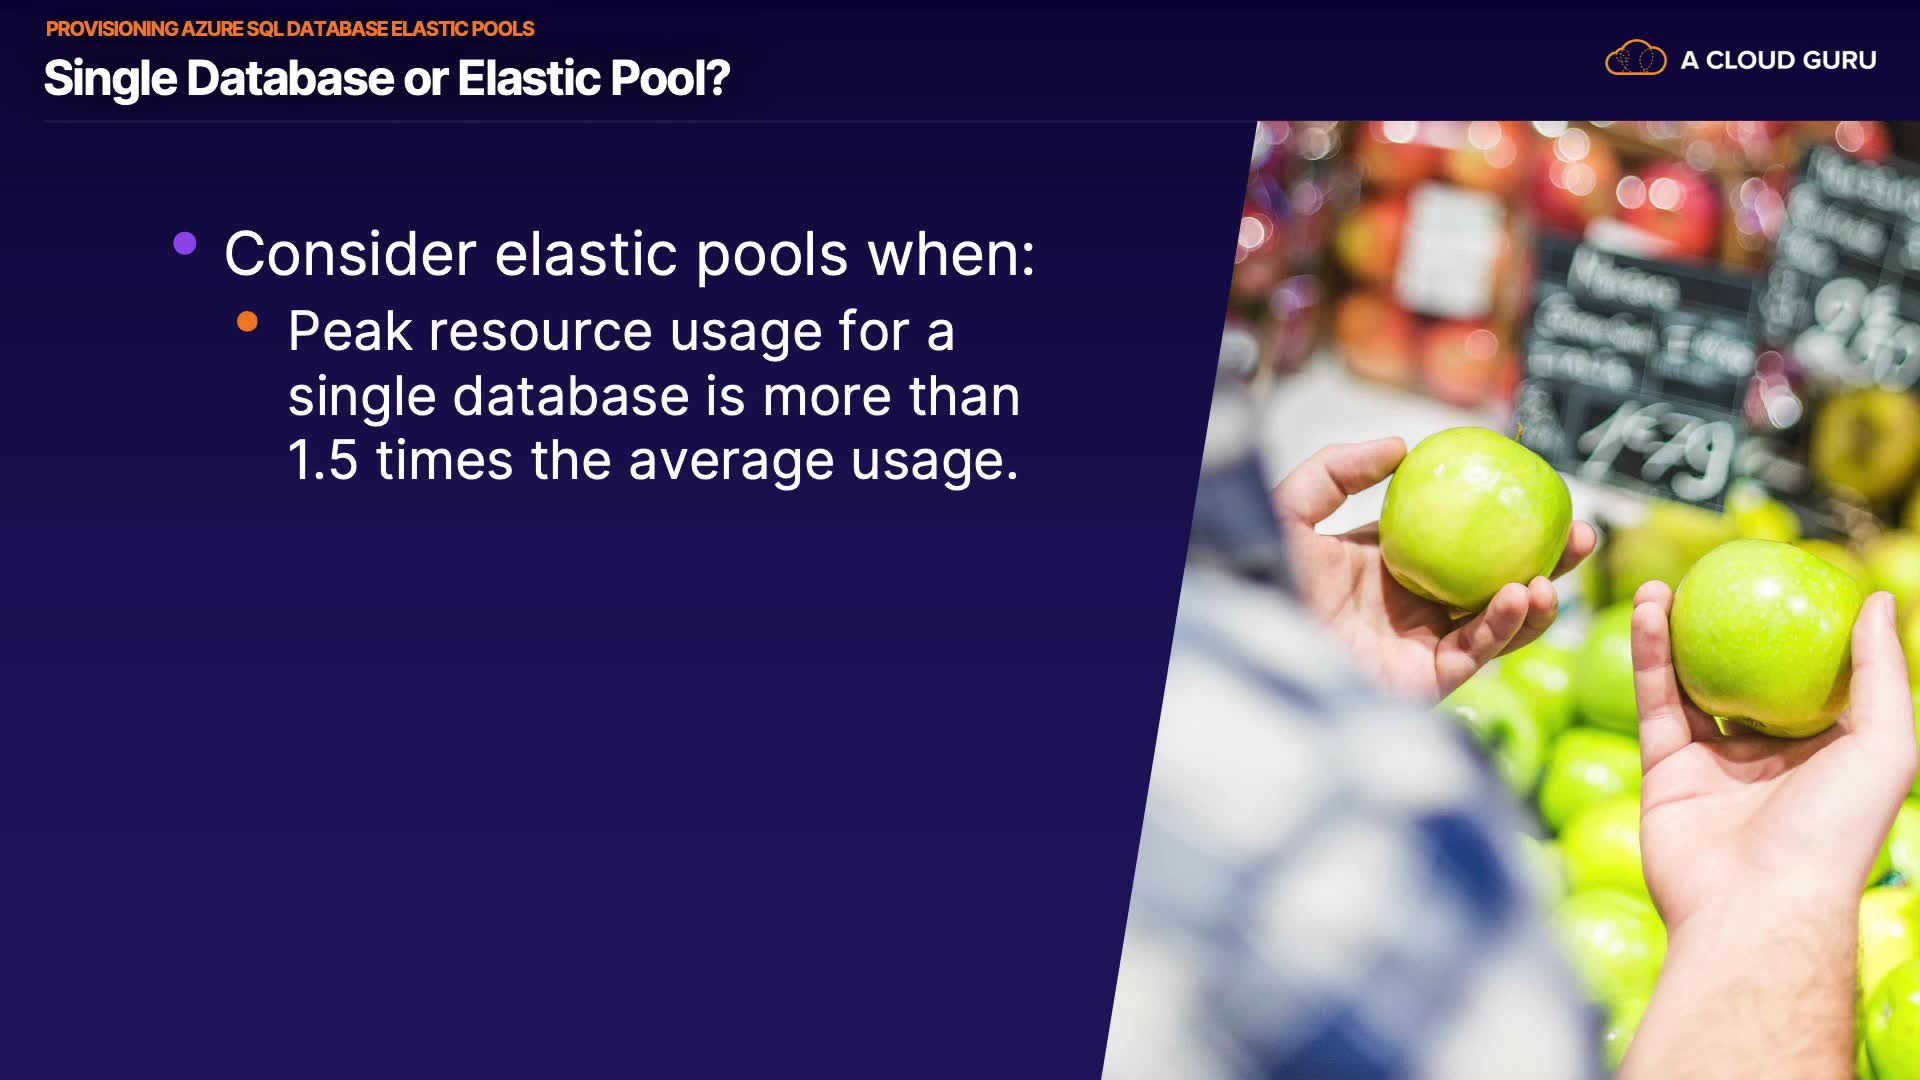 PROVISIONING AZURE SQL DATABASE ELASTIC POOLS
Single Database or Elastic Pool?
A CLOUD GURU
Consider elastic pools when:
Peak resource usage for a
single database is more than
1.5 times the average usage.